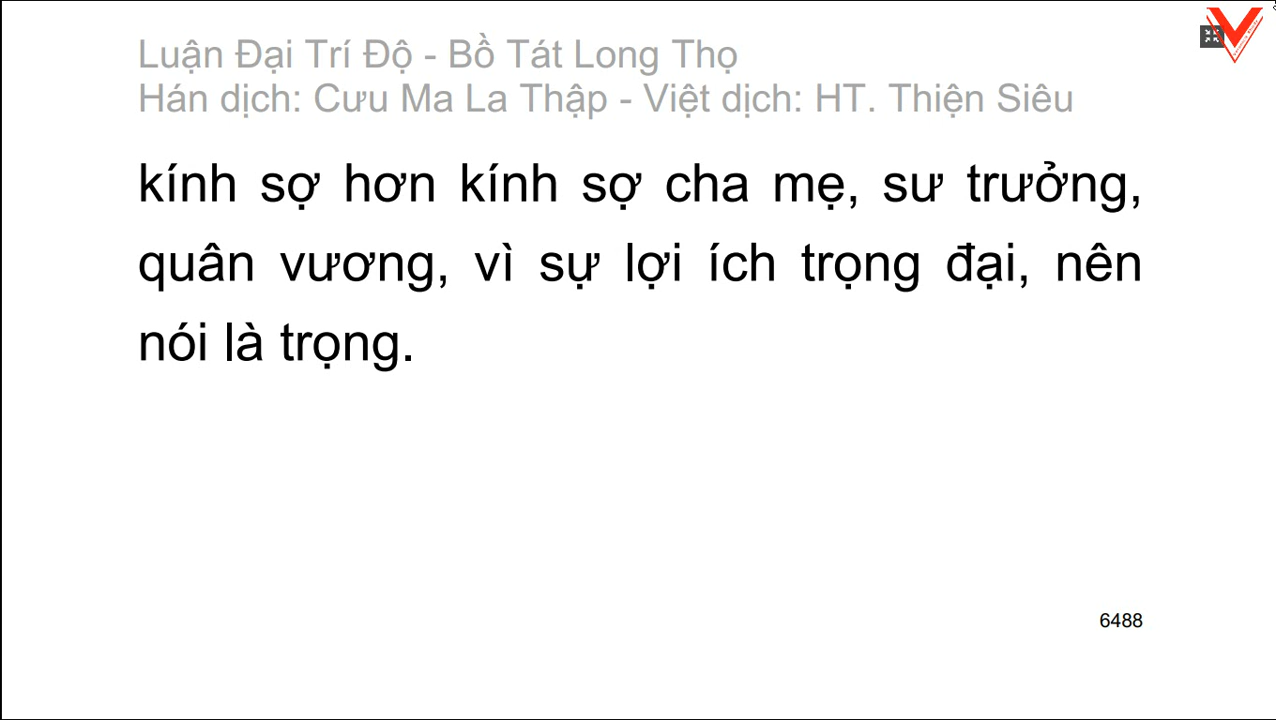 Luận Đại Trí Độ - Bồ Tát Long Thọ
Hán dịch: Cưu Ma La Thập - Việt dịch: HT. Thiện Siêu
kính sợ hơn kính sợ cha mẹ, sư trưởng,
quân vương, vì sự lợi ích trọng đại, nên
nói là trọng.
6488